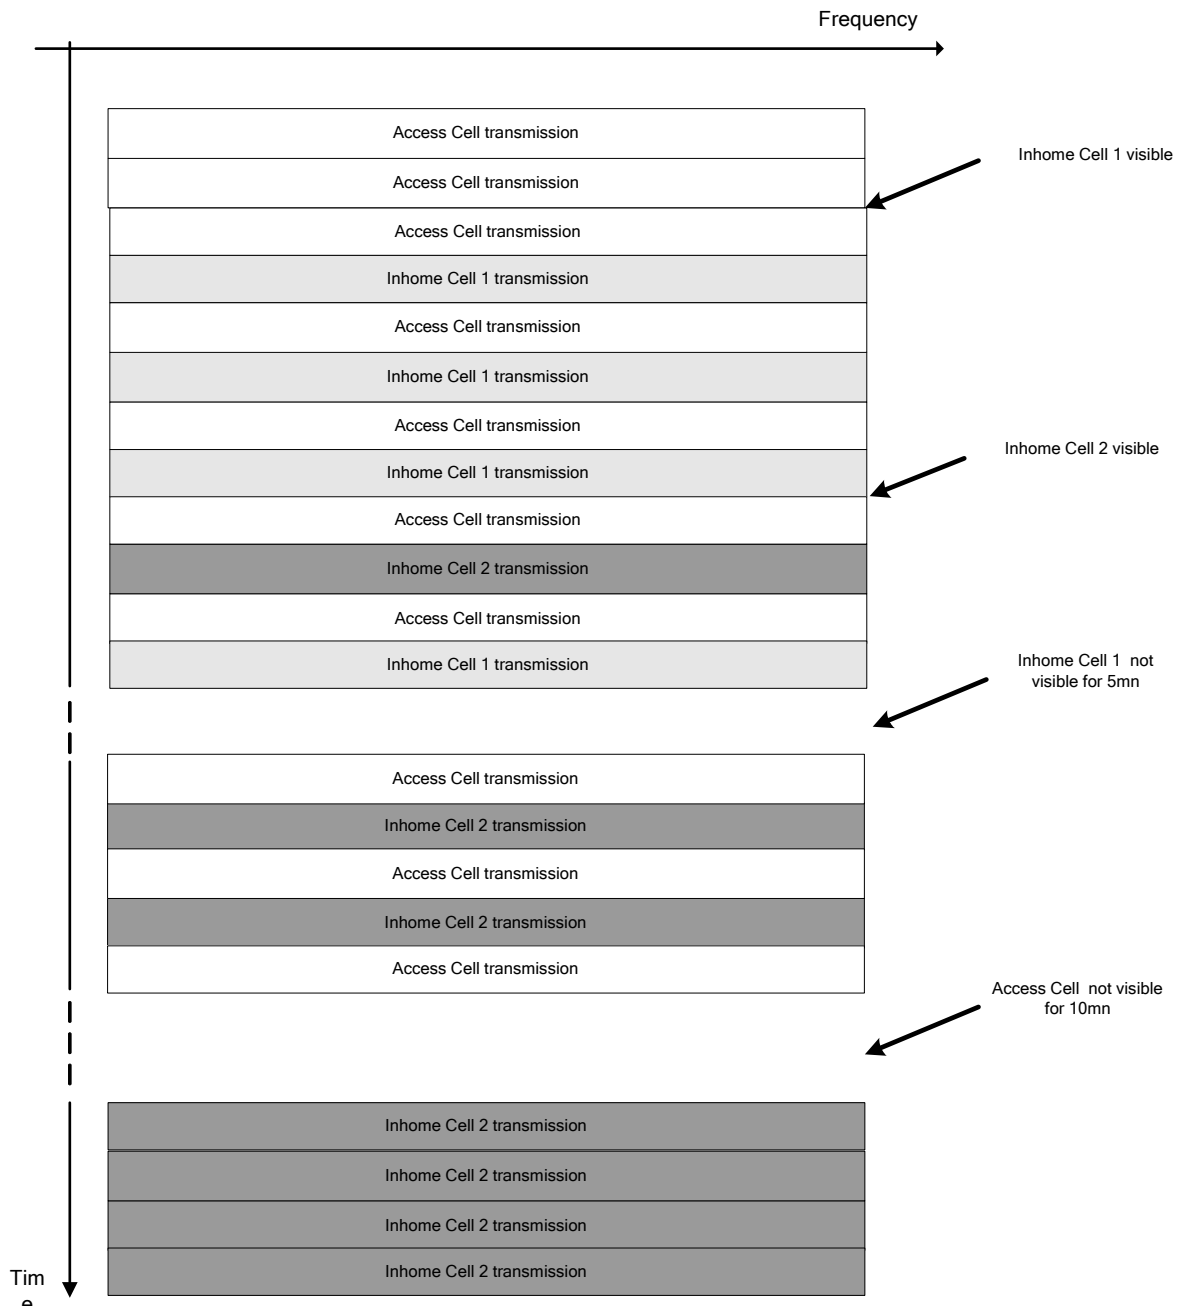 Frequency
Access Cell transmission
Inhome Cell 1 visible
Access Cell transmission
Access Cell transmission
Inhome Cell 1 transmission
Access Cell transmission
Inhome Cell 1 transmission
Access Cell transmission
Inhome Cell 2 visible
Inhome Cell 1 transmission
Access Cell transmission
Inhome Cell 2 transmission
Access Cell transmission
Inhome Cell 1 transmission
Inhome Cell 1 not
visible for 5mn
Access Cell transmission
Inhome Cell 2 transmission
Access Cell transmission
Inhome Cell 2 transmission
Access Cell transmission
Access Cell not visible
for 10mn
Inhome Cell 2 transmission
Inhome Cell 2 transmission
Inhome Cell 2 transmission
Inhome Cell 2 transmission
Tim
e